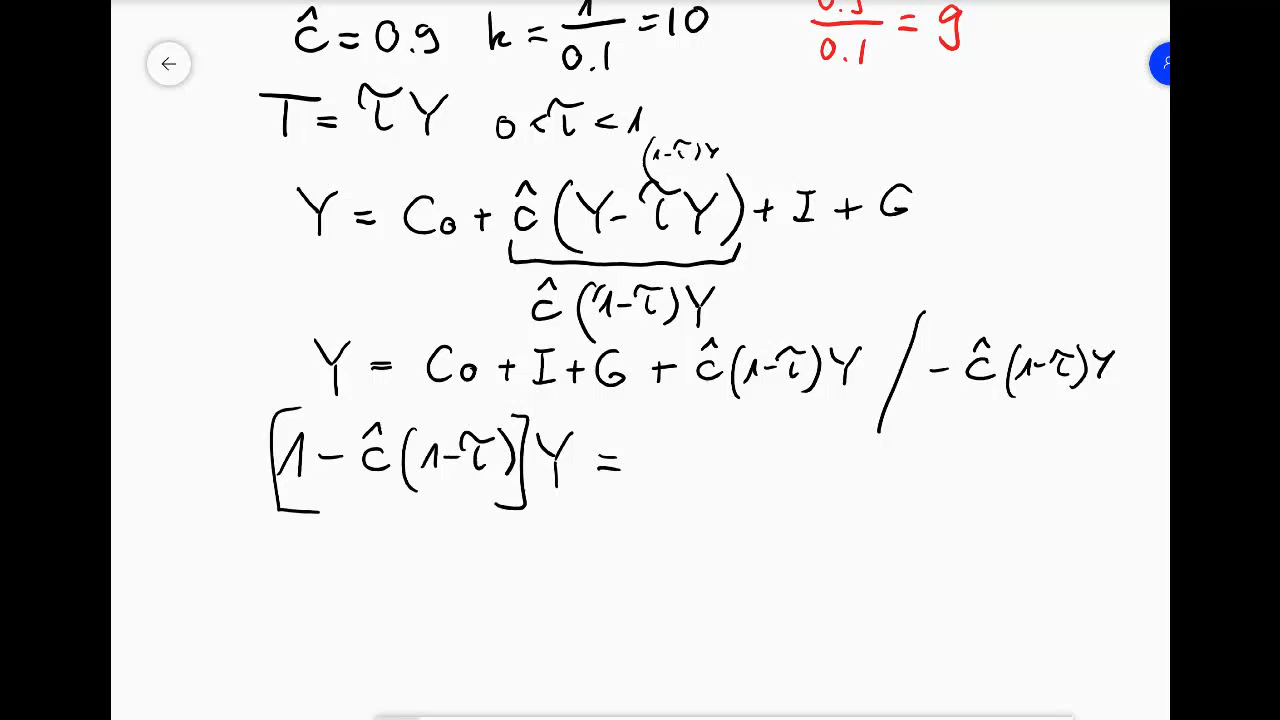 ĉ = 0.9 k = 1/0.1 = 10 0.9/0.1 = 9
T = τY 0 < τ < 1
(1-τ)Y
Y = C₀ + ĉ(Y - τY) + I + G
ĉ(1-τ)Y
Y = C₀ + I + G + ĉ(1-τ)Y / - ĉ(1-τ)Y
[1 - ĉ(1-τ)]Y =